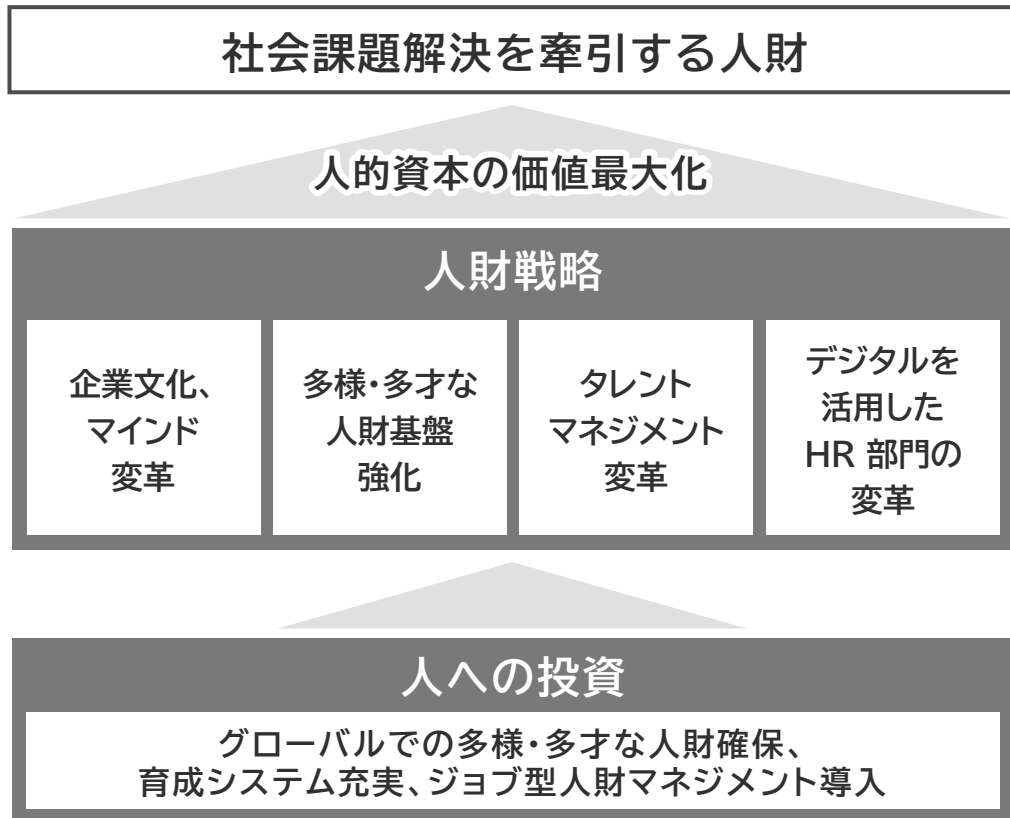 社会課題解決を牽引する人財
人的資本の価値最大化
人財戦略
企業文化、
マインド
変革
多様・多才な
人財基盤
強化
タレント
マネジメント
変革
デジタルを
活用した
HR 部門の
変革
人への投資
グローバルでの多様・多才な人財確保、
育成システム充実、ジョブ型人財マネジメント導入